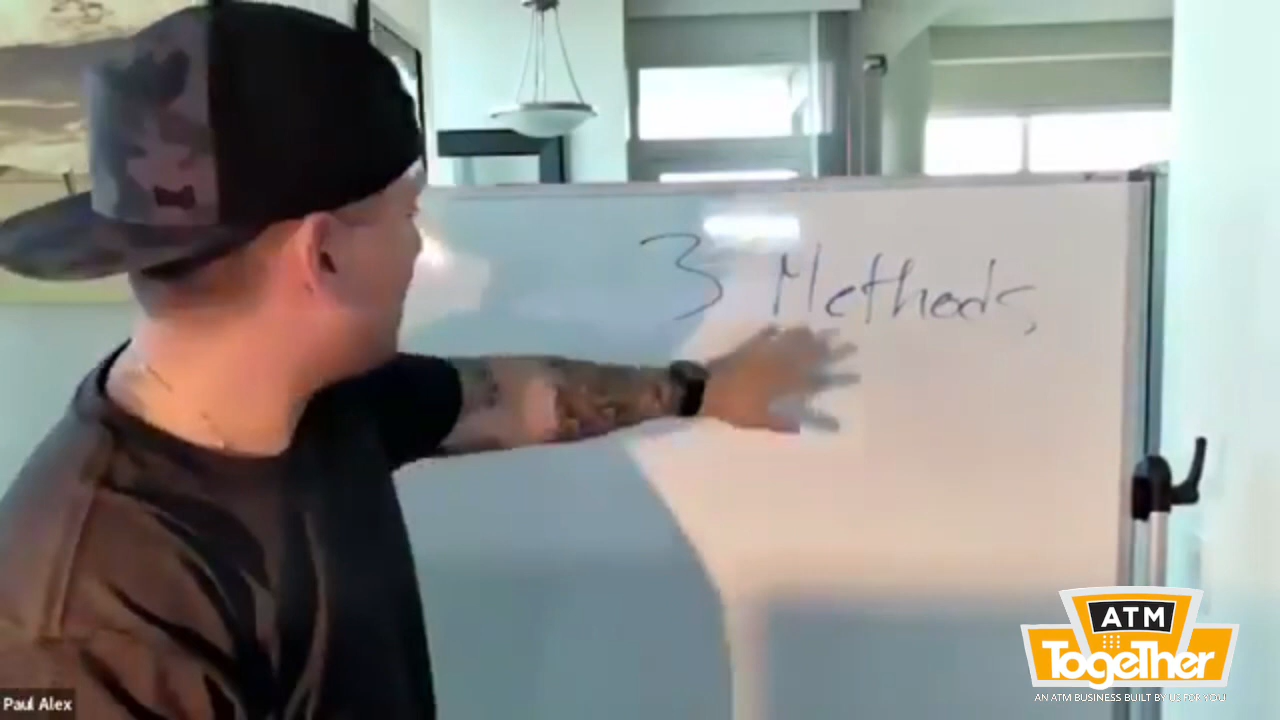 3 Methods
ATM
TogeTher
AN ATM BUSINESS BUILT BY US FOR YOU!
Paul Alex